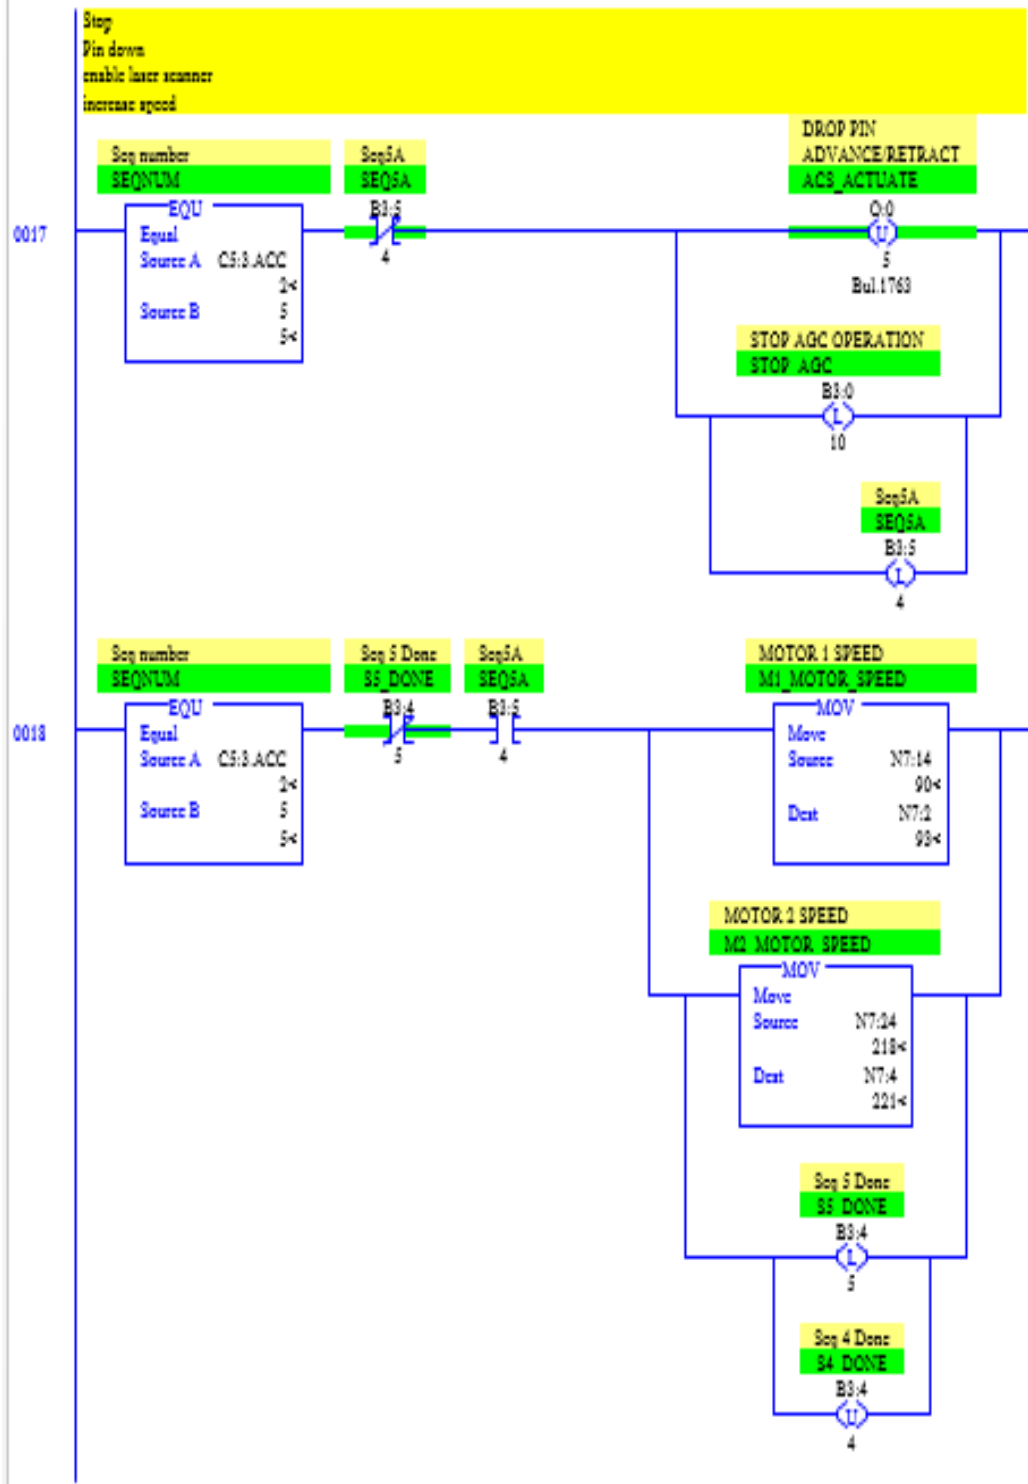 Stop
Pin down
enable laser scanner
increase speed
DROP PIN
ADVANCE/RETRACT
ACS_ACTUATE
Seq number
SEQNUM
Seq5A
SEQ5A
0017
EQU
Equal
Source A C5:3.ACC
2<
Source B 5
5<
B3:5
4
O:0
U
5
Bul.1763
STOP AGC OPERATION
STOP_AGC
B3:0
L
10
Seq5A
SEQ5A
B3:5
L
4
Seq number
SEQNUM
Seq 5 Done
S5_DONE
Seq5A
SEQ5A
MOTOR 1 SPEED
M1_MOTOR_SPEED
0018
EQU
Equal
Source A C5:3.ACC
2<
Source B 5
5<
B3:4
5
B3:5
4
MOV
Move
Source N7:14
90<
Dest N7:2
93<
MOTOR 2 SPEED
M2_MOTOR_SPEED
MOV
Move
Source N7:24
218<
Dest N7:4
221<
Seq 5 Done
S5_DONE
B3:4
L
5
Seq 4 Done
S4_DONE
B3:4
U
4